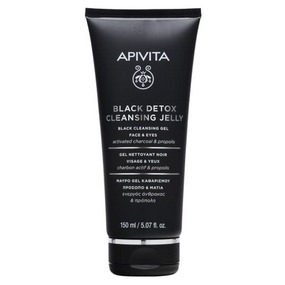 APIVITA
BLACK DETOX
CLEANSING JELLY
BLACK CLEANSING GEL
FACE & EYES
activated charcoal & propolis
GEL NETTOYANT NOIR
VISAGE & YEUX
charbon actif & propolis
ΜΑΥΡΟ GEL ΚΑΘΑΡΙΣΜΟΥ
ΠΡΟΣΩΠΟ & ΜΑΤΙΑ
ενεργός άνθρακας
& πρόπολη
150 ml / 5.07 fl. oz.